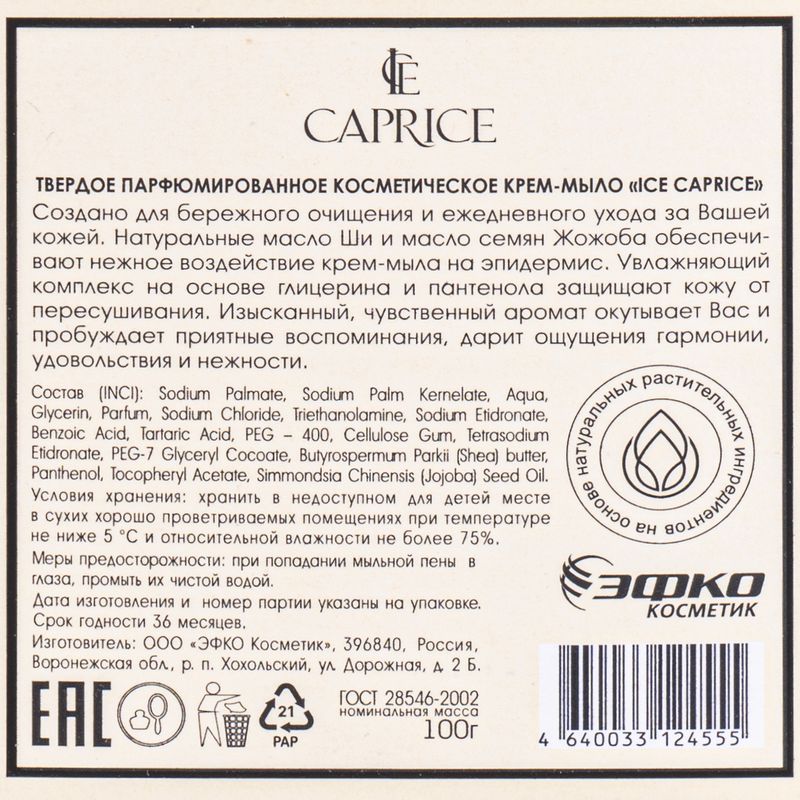 ICE
CAPRICE
ТВЕРДОЕ ПАРФЮМИРОВАННОЕ КОСМЕТИЧЕСКОЕ КРЕМ-МЫЛО «ICE CAPRICE»
Создано для бережного очищения и ежедневного ухода за Вашей
кожей. Натуральные масло Ши и масло семян Жожоба обеспечи-
вают нежное воздействие крем-мыла на эпидермис. Увлажняющий
комплекс на основе глицерина и пантенола защищают кожу от
пересушивания. Изысканный, чувственный аромат окутывает Вас и
пробуждает приятные воспоминания, дарит ощущения гармонии,
удовольствия и нежности.
Состав (INCI): Sodium Palmate, Sodium Palm Kernelate, Aqua,
Glycerin, Parfum, Sodium Chloride, Triethanolamine, Sodium Etidronate,
Benzoic Acid, Tartaric Acid, PEG – 400, Cellulose Gum, Tetrasodium
Etidronate, PEG-7 Glyceryl Cocoate, Butyrospermum Parkii (Shea) butter,
Panthenol, Tocopheryl Acetate, Simmondsia Chinensis (Jojoba) Seed Oil.
Условия хранения: хранить в недоступном для детей месте
в сухих хорошо проветриваемых помещениях при температуре
не ниже 5 °C и относительной влажности не более 75%.
Меры предосторожности: при попадании мыльной пены в
глаза, промыть их чистой водой.
Дата изготовления и номер партии указаны на упаковке.
Срок годности 36 месяцев.
Изготовитель: ООО «ЭФКО Косметик», 396840, Россия,
Воронежская обл., р. п. Хохольский, ул Дорожная, д. 2 Б.
на основе натуральных растительных ингредиентов
ЭФКО
КОСМЕТИК
EAC
21
PAP
ГОСТ 28546-2002
номинальная масса
100г
4 640033 124555